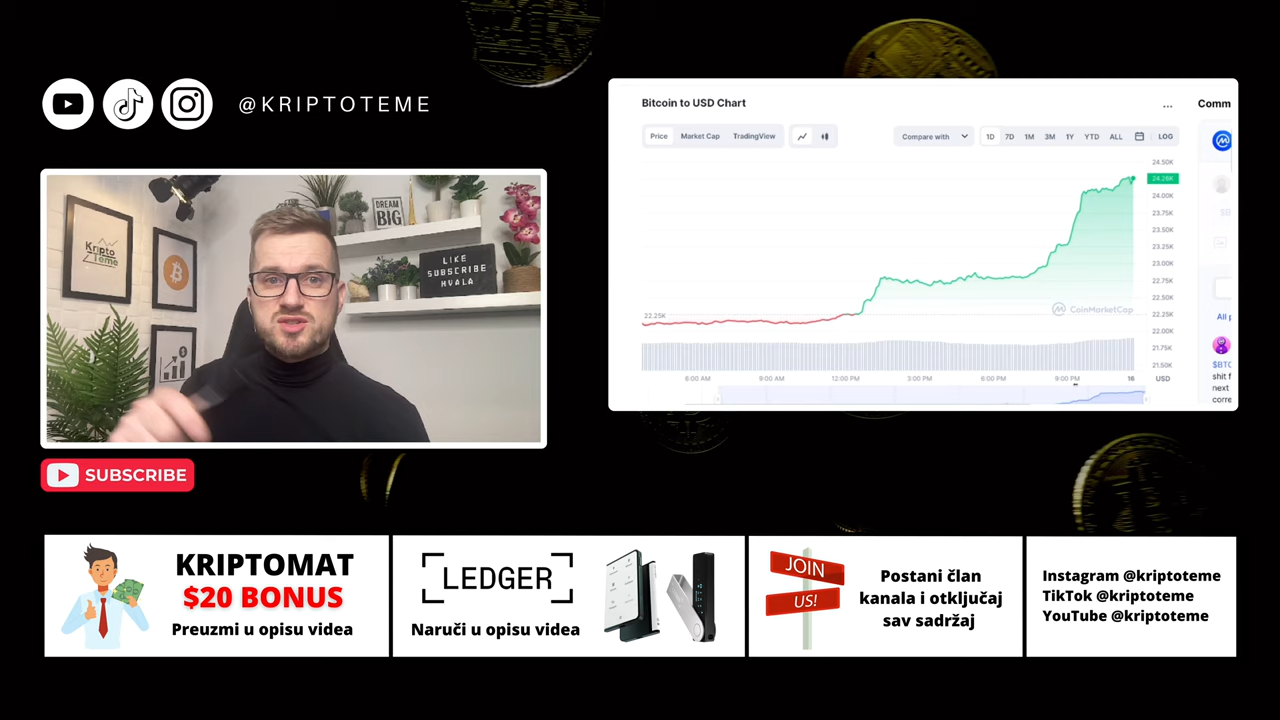 @KRIPTOTEME
Kripto
Teme
DREAM
BIG
LIKE
SUBSCRIBE
HVALA
SUBSCRIBE
Bitcoin to USD Chart
...
Comm
Price Market Cap TradingView
Compare with
1D 7D 1M 3M 1Y YTD ALL LOG
24.50K
24.26K
24.00K
23.75K
23.50K
23.25K
23.00K
22.75K
22.50K
22.25K
22.25K
22.00K
21.75K
21.50K
CoinMarketCap
6:00 AM 9:00 AM 12:00 PM 3:00 PM 6:00 PM 9:00 PM 16 USD
$B
All p
$BTC
shit f
next
corre
KRIPTOMAT
$20 BONUS
Preuzmi u opisu videa
LEDGER
Naruči u opisu videa
JOIN
US!
Postani član
kanala i otključaj
sav sadržaj
Instagram @kriptoteme
TikTok @kriptoteme
YouTube @kriptoteme